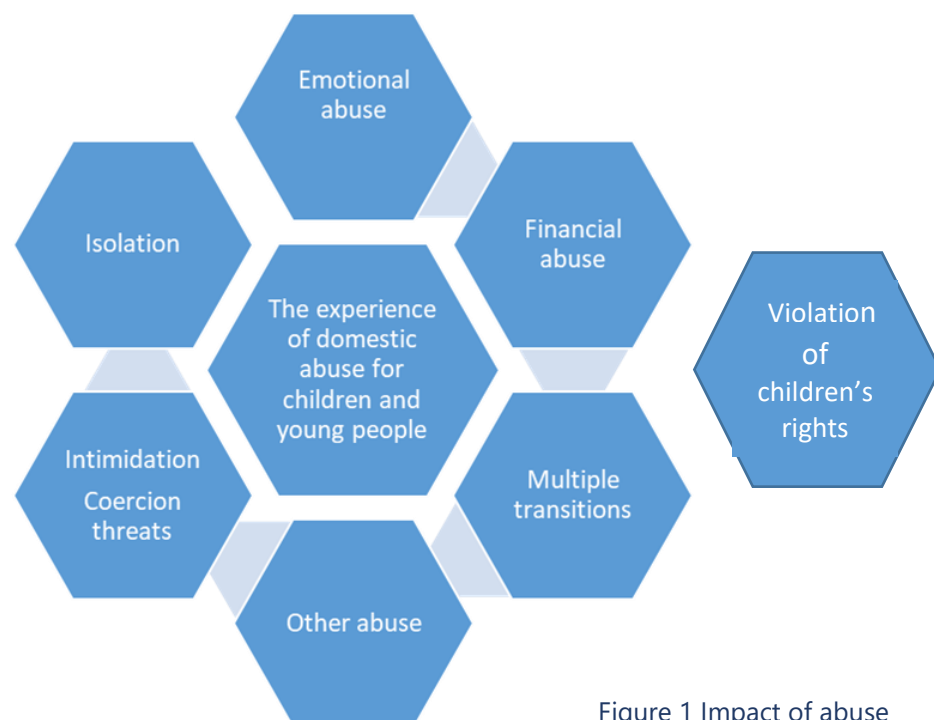 Emotional
abuse
Isolation
Financial
abuse
The experience
of domestic
abuse for
children and
young people
Violation
of
children's
rights
Intimidation
Coercion
threats
Multiple
transitions
Other abuse
Figure 1 Impact of abuse